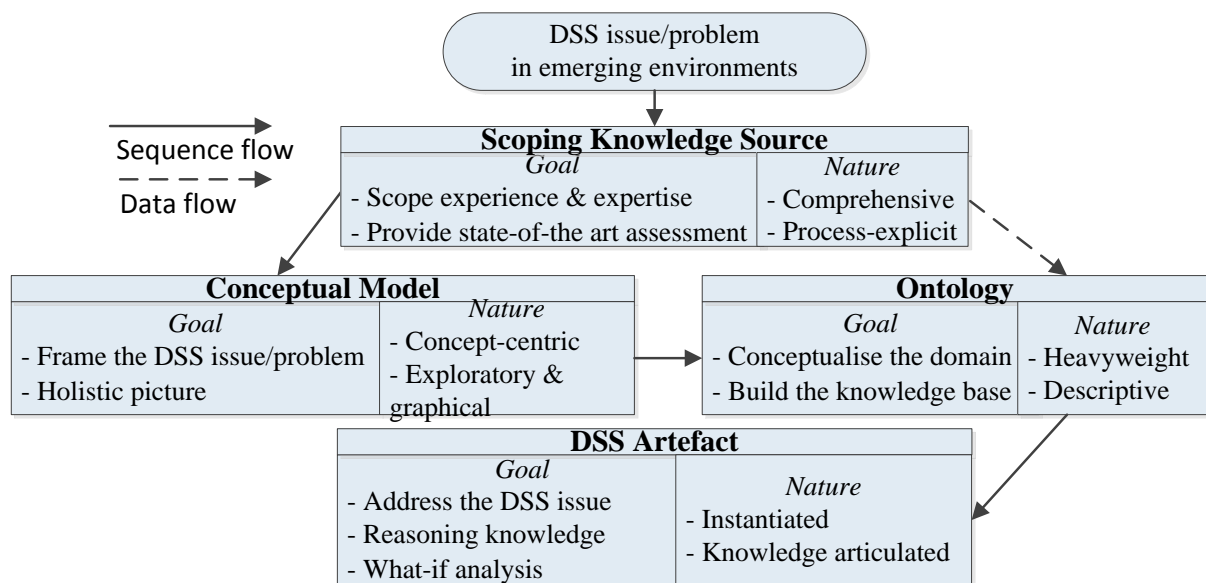 DSS issue/problem
in emerging environments
Sequence flow
Data flow
Scoping Knowledge Source
Goal
- Scope experience & expertise
- Provide state-of-the art assessment
Nature
- Comprehensive
- Process-explicit
Conceptual Model
Goal
- Frame the DSS issue/problem
- Holistic picture
Nature
- Concept-centric
- Exploratory &
graphical
Ontology
Goal
- Conceptualise the domain
- Build the knowledge base
Nature
- Heavyweight
- Descriptive
DSS Artefact
Goal
- Address the DSS issue
- Reasoning knowledge
- What-if analysis
Nature
- Instantiated
- Knowledge articulated